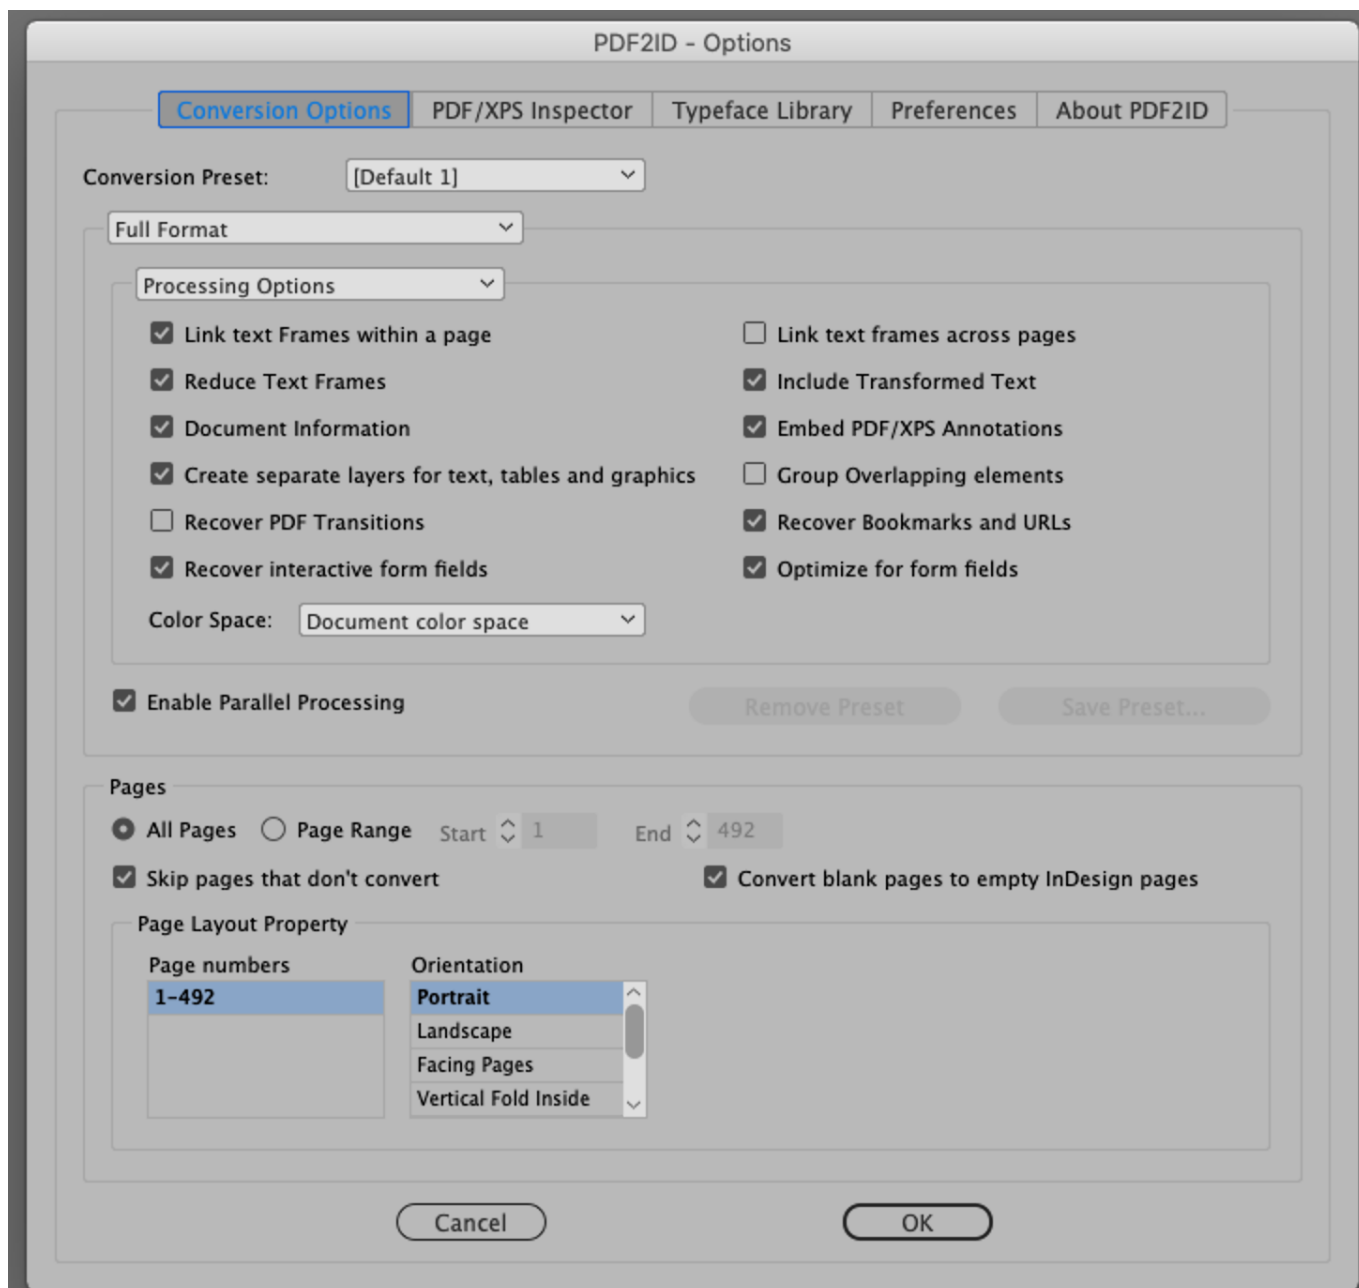 PDF2ID - Options
Conversion Options PDF/XPS Inspector Typeface Library Preferences About PDF2ID
Conversion Preset: [Default 1]
Full Format
Processing Options
Link text Frames within a page Link text frames across pages
Reduce Text Frames Include Transformed Text
Document Information Embed PDF/XPS Annotations
Create separate layers for text, tables and graphics Group Overlapping elements
Recover PDF Transitions Recover Bookmarks and URLs
Recover interactive form fields Optimize for form fields
Color Space: Document color space
Enable Parallel Processing Remove Preset Save Preset...
Pages
All Pages Page Range Start 1 End 492
Skip pages that don't convert Convert blank pages to empty InDesign pages
Page Layout Property
Page numbers Orientation
1-492 Portrait
Landscape
Facing Pages
Vertical Fold Inside
Cancel OK